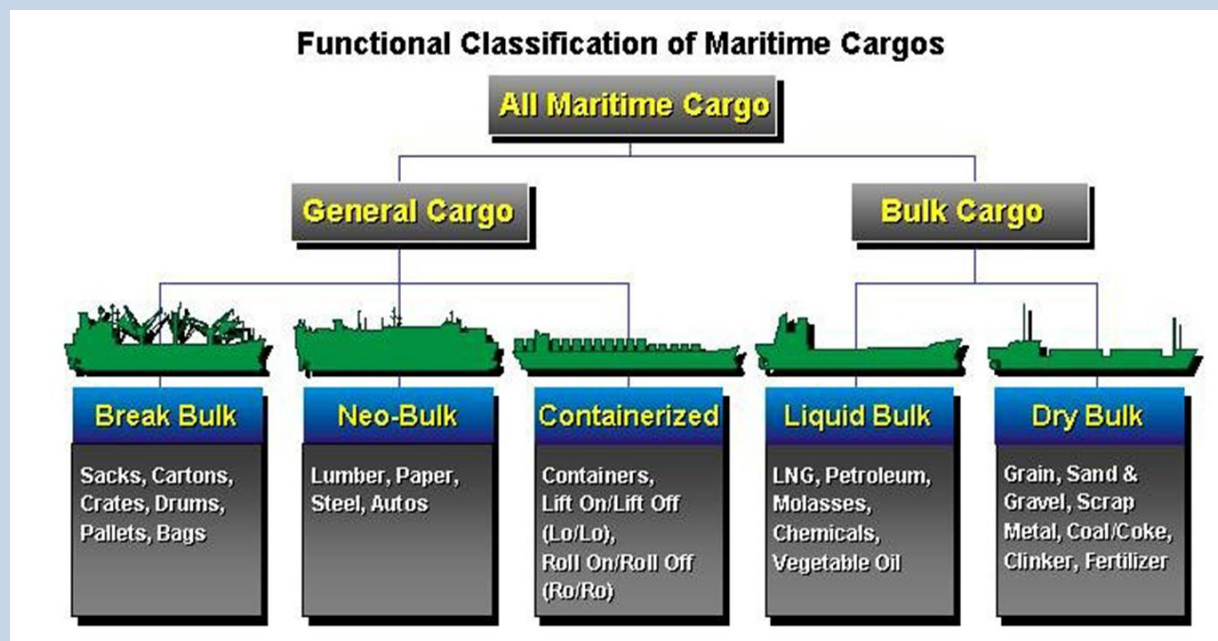 Functional Classification of Maritime Cargos
All Maritime Cargo
General Cargo
Bulk Cargo
Break Bulk
Sacks, Cartons,
Crates, Drums,
Pallets, Bags
Neo-Bulk
Lumber, Paper,
Steel, Autos
Containerized
Containers,
Lift On/Lift Off
(Lo/Lo),
Roll On/Roll Off
(Ro/Ro)
Liquid Bulk
LNG, Petroleum,
Molasses,
Chemicals,
Vegetable Oil
Dry Bulk
Grain, Sand &
Gravel, Scrap
Metal, Coal/Coke,
Clinker, Fertilizer